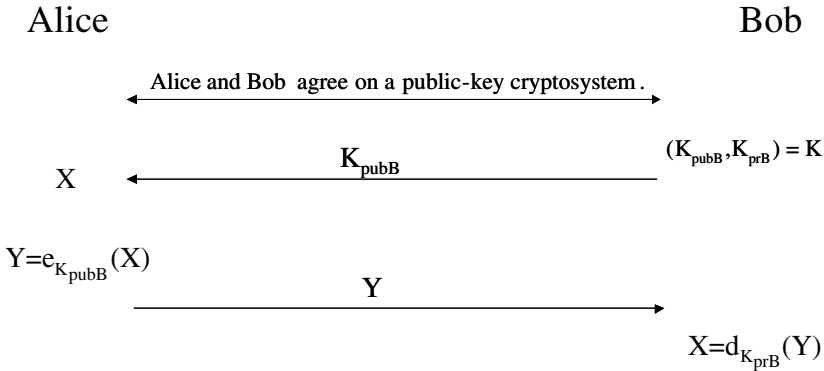 Alice
Bob
Alice and Bob agree on a public-key cryptosystem.
K_pubB
(K_pubB,K_prB) = K
X
Y=e_K_pubB(X)
Y
X=d_K_prB(Y)